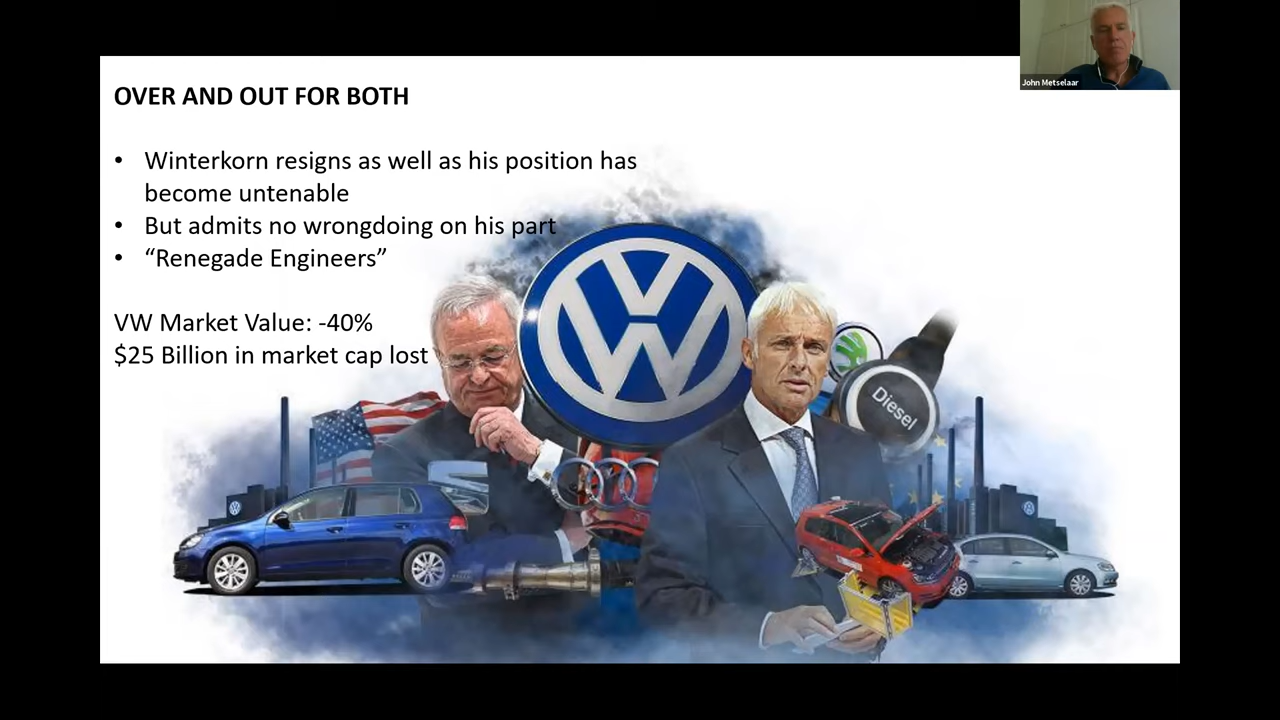 John Metselaar
OVER AND OUT FOR BOTH
• Winterkorn resigns as well as his position has
become untenable
• But admits no wrongdoing on his part
• “Renegade Engineers”
VW Market Value: -40%
$25 Billion in market cap lost
Diesel